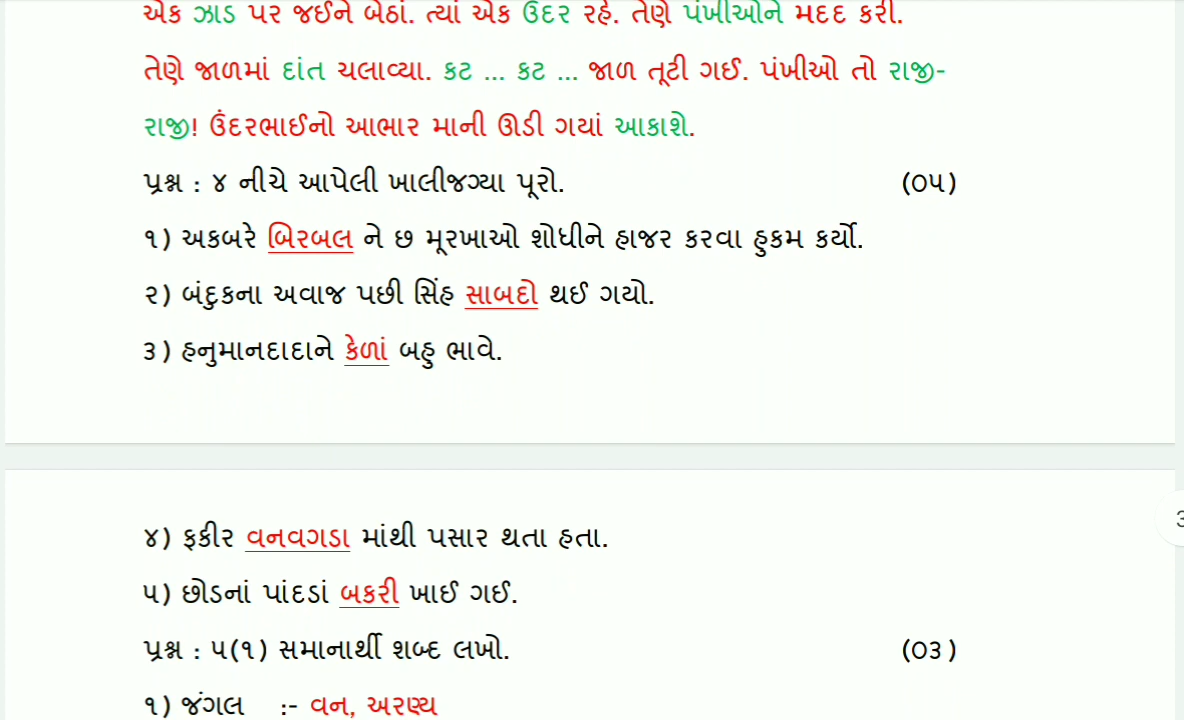 એક ઝાડ પર જઈને બેઠાં. ત્યાં એક ઉંદર રહે. તેણે પંખીઓને મદદ કરી.
તેણે જાળમાં દાંત ચલાવ્યા. કટ ... કટ ... જાળ તૂટી ગઈ. પંખીઓ તો રાજી-
રાજી! ઉંદરભાઈનો આભાર માની ઊડી ગયાં આકાશે.
પ્રશ્ન : ૪ નીચે આપેલી ખાલીજગ્યા પૂરો. (૦૫)
૧) અકબરે બિરબલ ને છ મૂરખાઓ શોધીને હાજર કરવા હુકમ કર્યો.
૨) બંદુકના અવાજ પછી સિંહ સાબદો થઈ ગયો.
૩) હનુમાનદાદાને કેળાં બહુ ભાવે.
૪) ફકીર વનવગડા માંથી પસાર થતા હતા.
૫) છોડનાં પાંદડાં બકરી ખાઈ ગઈ.
પ્રશ્ન : ૫(૧) સમાનાર્થી શબ્દ લખો. (૦૩)
૧) જંગલ :- વન, અરણ્ય